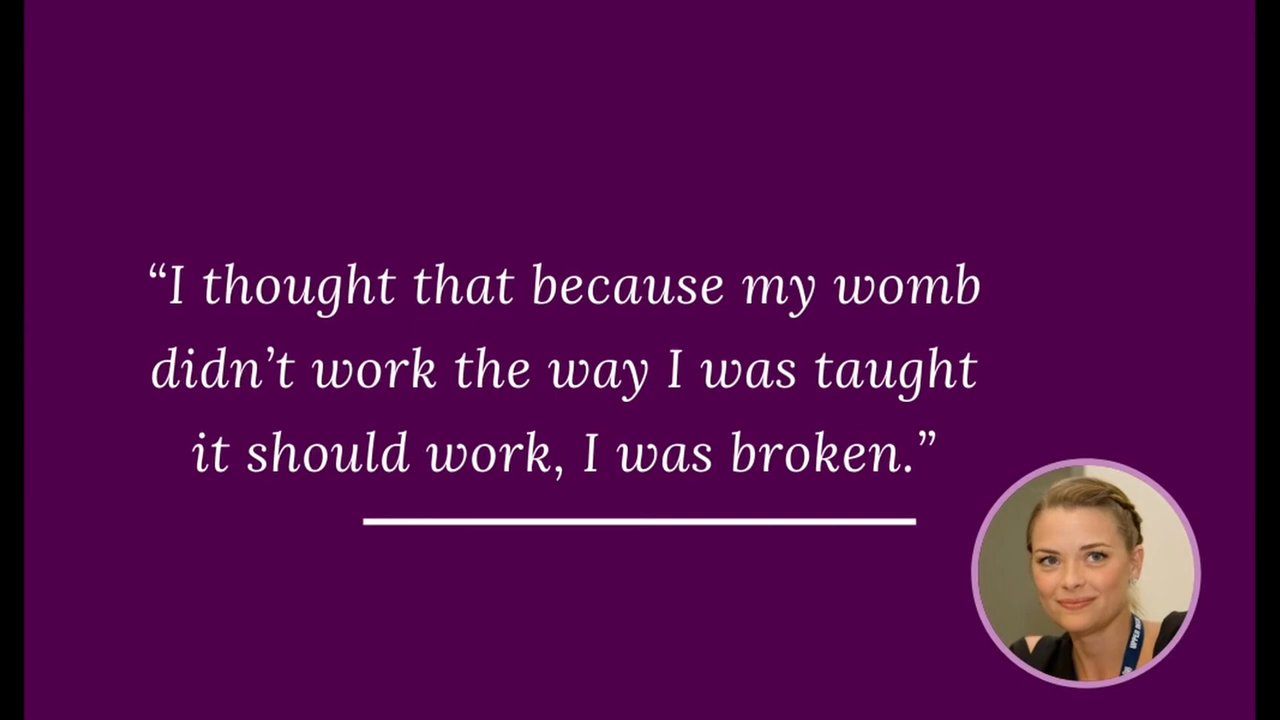 “I thought that because my womb
didn’t work the way I was taught
it should work, I was broken.”